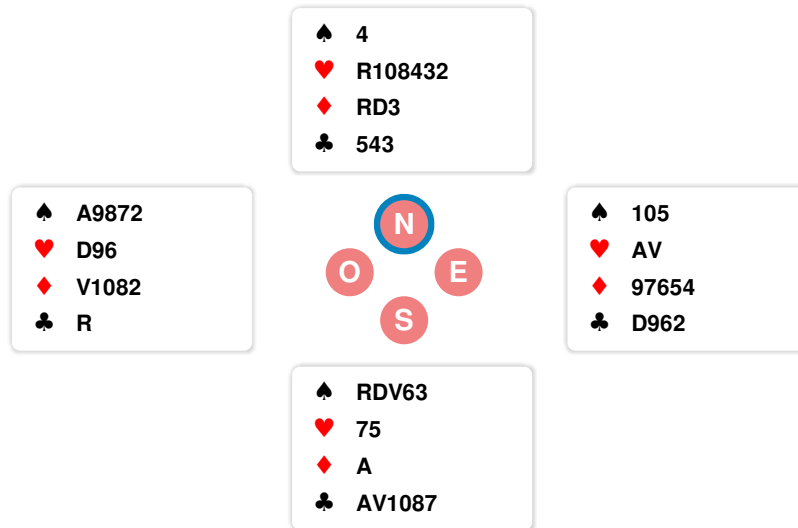 ♠ 4
♥ R108432
♦ RD3
♣ 543
♠ A9872
♥ D96
♦ V1082
♣ R
N
O E
S
♠ 105
♥ AV
♦ 97654
♣ D962
♠ RDV63
♥ 75
♦ A
♣ AV1087